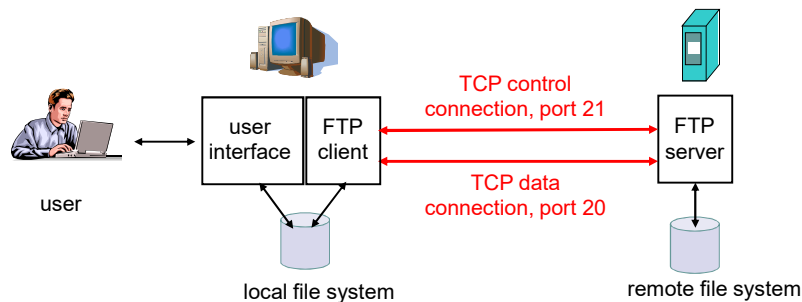 TCP control
connection, port 21
user
interface
FTP
client
FTP
server
TCP data
connection, port 20
user
local file system
remote file system